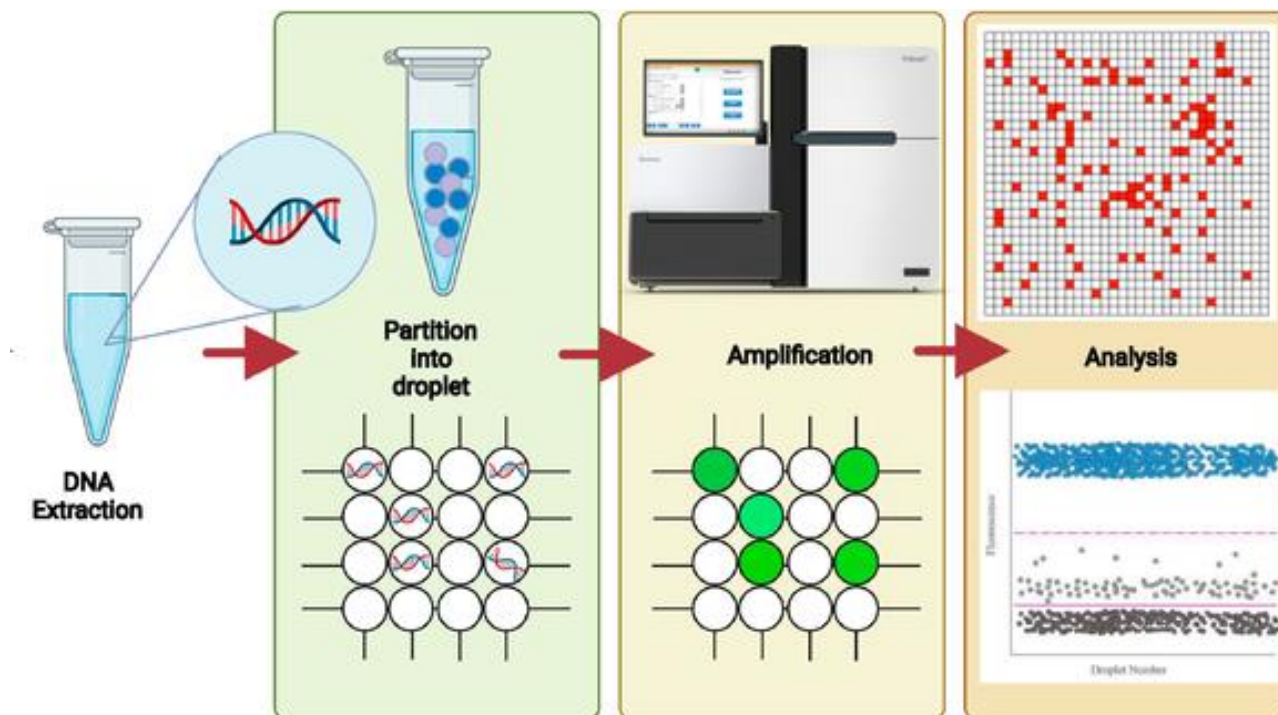 DNA
Extraction
Partition
into
droplet
Amplification
Analysis
Fluorescence
Droplet Number